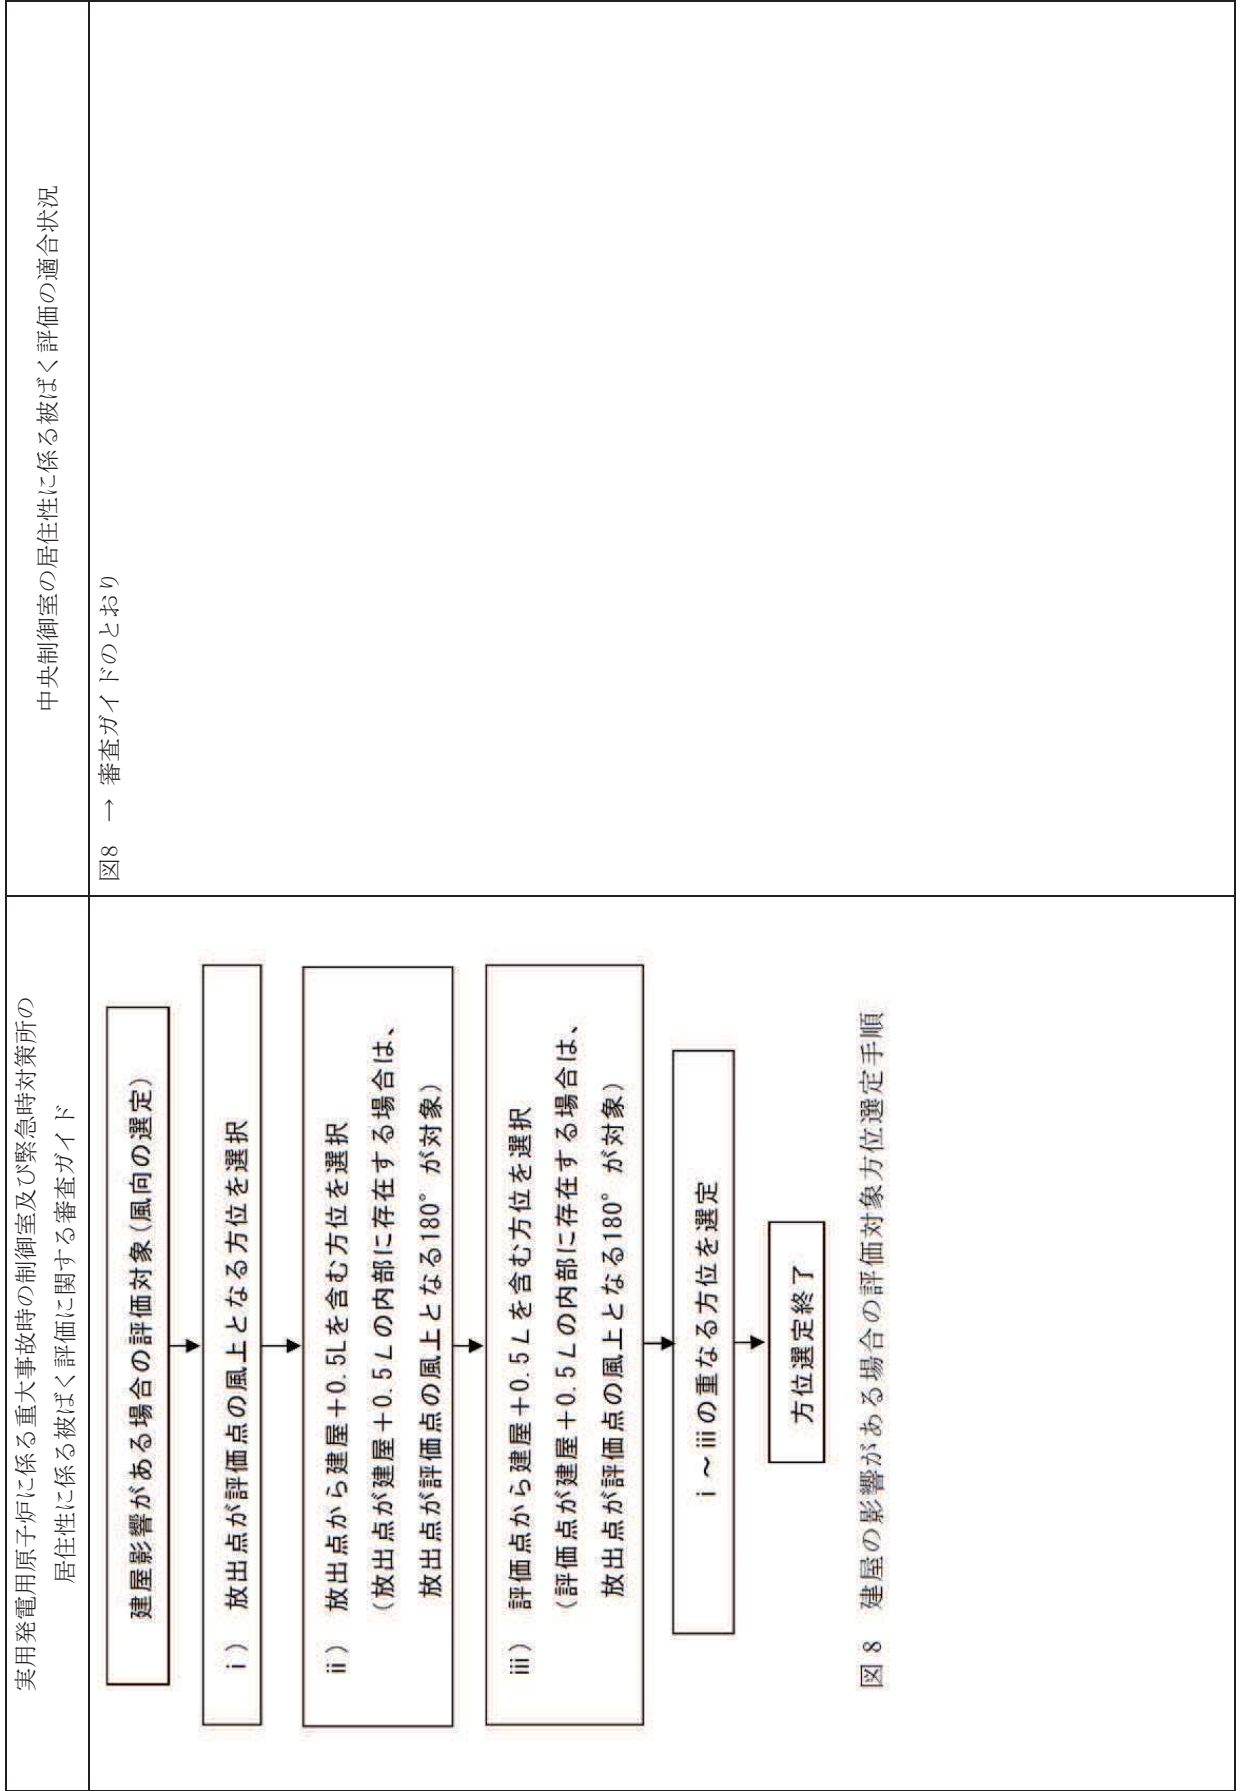 実用発電用原子炉に係る重大事故時の制御室及び緊急時対策所の
居住性に係る被ばく評価に関する審査ガイド
中央制御室の居住性に係る被ばく評価の適合状況
建屋影響がある場合の評価対象(風向の選定)
ⅰ) 放出点が評価点の風上となる方位を選択
ⅱ) 放出点から建屋+0.5Lを含む方位を選択
(放出点が建屋+0.5Lの内部に存在する場合は、
放出点が評価点の風上となる180°が対象)
ⅲ) 評価点から建屋+0.5Lを含む方位を選択
(評価点が建屋+0.5Lの内部に存在する場合は、
放出点が評価点の風上となる180°が対象)
ⅰ~ⅲの重なる方位を選定
方位選定終了
図 8 建屋の影響がある場合の評価対象方位選定手順
図8 → 審査ガイドのとおり